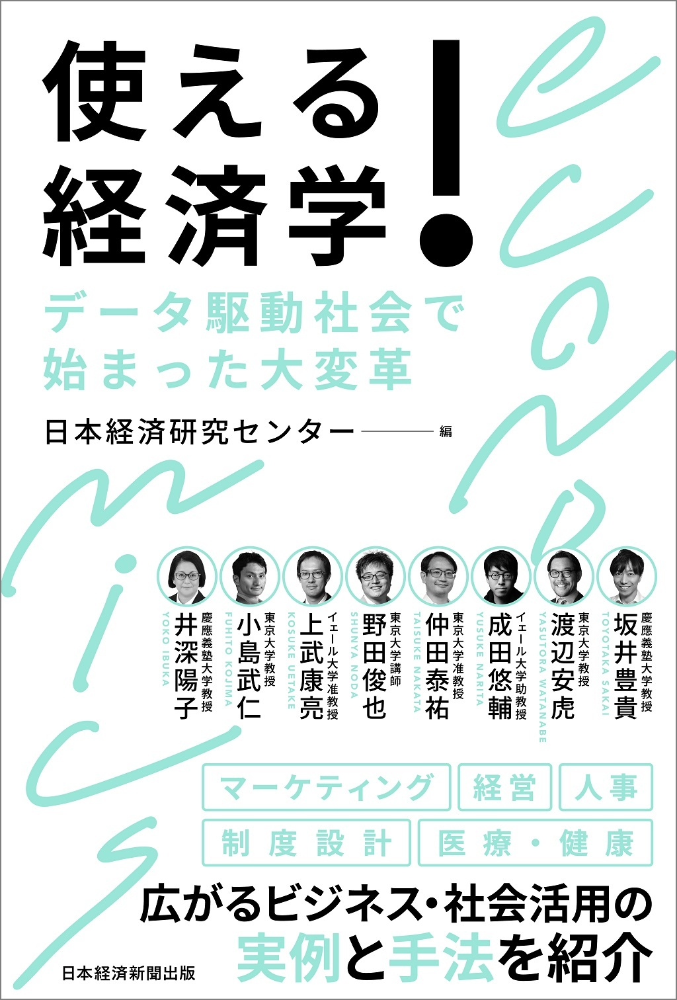 使える
経済学!
economics
データ駆動社会で
始まった大変革
日本経済研究センター 編
慶應義塾大学教授
坂井豊貴
TOYOTAKA SAKAI
東京大学教授
渡辺安虎
YASUTORA WATANABE
イェール大学助教授
成田悠輔
YUSUKE NARITA
東京大学准教授
仲田泰祐
TAISUKE NAKATA
東京大学講師
野田俊也
SHUNYA NODA
イェール大学准教授
上武康亮
KOSUKE UETAKE
東京大学教授
小島武仁
FUHITO KOJIMA
慶應義塾大学教授
井深陽子
YOKO IBUKA
マーケティング 経営 人事
制度設計 医療・健康
広がるビジネス・社会活用の
実例と手法を紹介
日本経済新聞出版